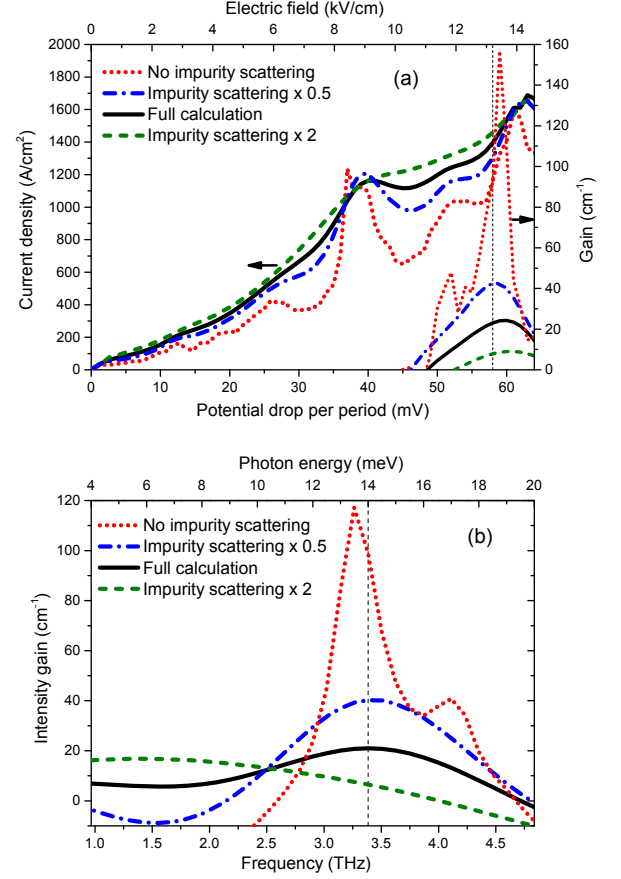 Electric field (kV/cm)
0 2 4 6 8 10 12 14
2000
1800
1600
1400
1200
1000
800
600
400
200
0
160
140
120
100
80
60
40
20
0
No impurity scattering
Impurity scattering x 0.5
Full calculation
Impurity scattering x 2
(a)
Current density (A/cm²)
Gain (cm⁻¹)
0 10 20 30 40 50 60
Potential drop per period (mV)
Photon energy (meV)
4 6 8 10 12 14 16 18 20
120
100
80
60
40
20
0
No impurity scattering
Impurity scattering x 0.5
Full calculation
Impurity scattering x 2
(b)
Intensity gain (cm⁻¹)
1.0 1.5 2.0 2.5 3.0 3.5 4.0 4.5
Frequency (THz)